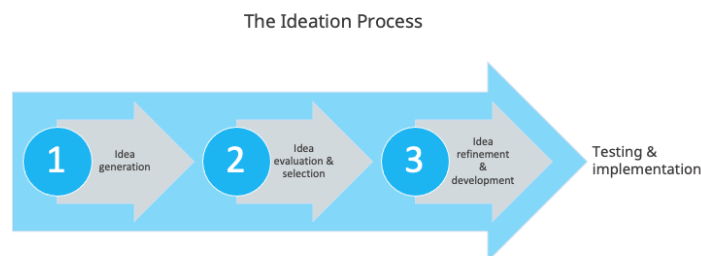 The Ideation Process
1
Idea
generation
2
Idea
evaluation &
selection
3
Idea
refinement
&
development
Testing &
implementation